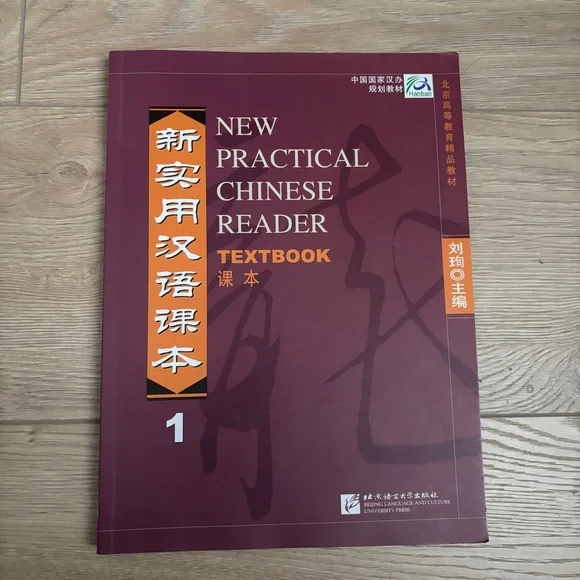 中国国家汉办
规划教材
Hanban
北京高等教育精品教材
新实用汉语课本
NEW
PRACTICAL
CHINESE
READER
TEXTBOOK
课本
刘珣◎主编
1
北京语言大学出版社
BEIJING LANGUAGE AND CULTURE
UNIVERSITY PRESS